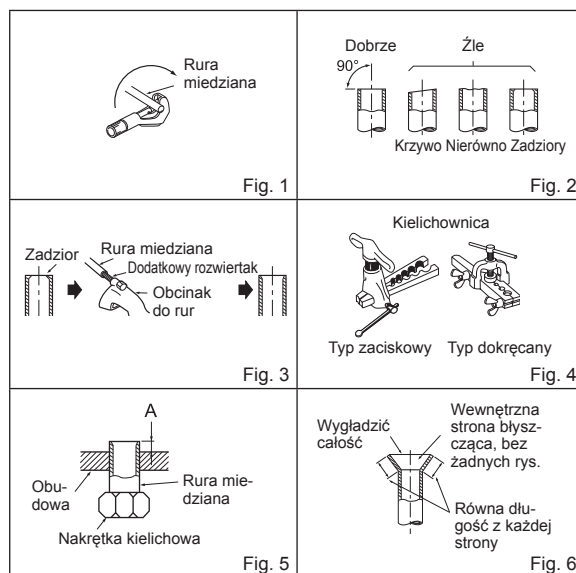 Rura
miedziana
Fig. 1
Dobrze
Źle
90°
Krzywo Nierówno Zadziory
Fig. 2
Zadzior
Rura miedziana
Dodatkowy rozwiertak
Obcinak
do rur
Fig. 3
Kielichownica
Typ zaciskowy
Typ dokręcany
Fig. 4
A
Obu-
dowa
Rura mie-
dziana
Nakrętka kielichowa
Fig. 5
Wygładzić
całość
Wewnętrzna
strona błysz-
cząca, bez
żadnych rys.
Równa dłu-
gość z każdej
strony
Fig. 6